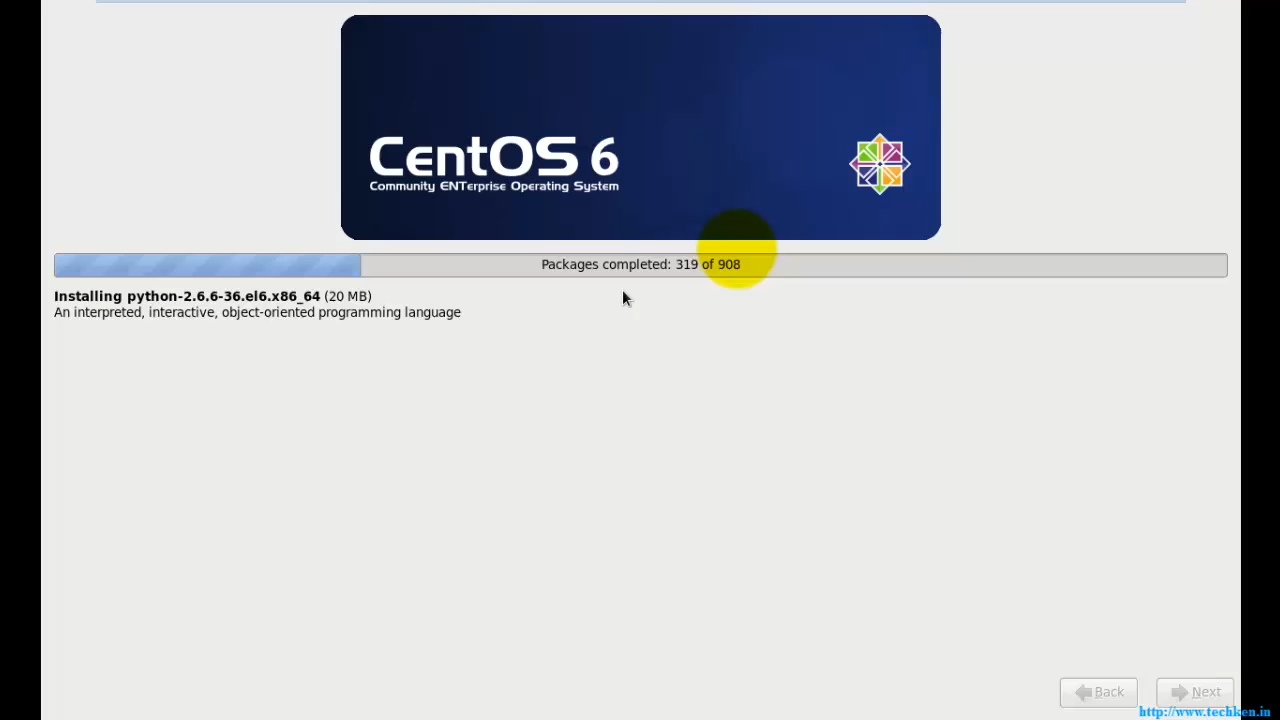 CentOS 6
Community ENTerprise Operating System
Packages completed: 319 of 908
Installing python-2.6.6-36.el6.x86_64 (20 MB)
An interpreted, interactive, object-oriented programming language
Back Next
http://www.techken.in